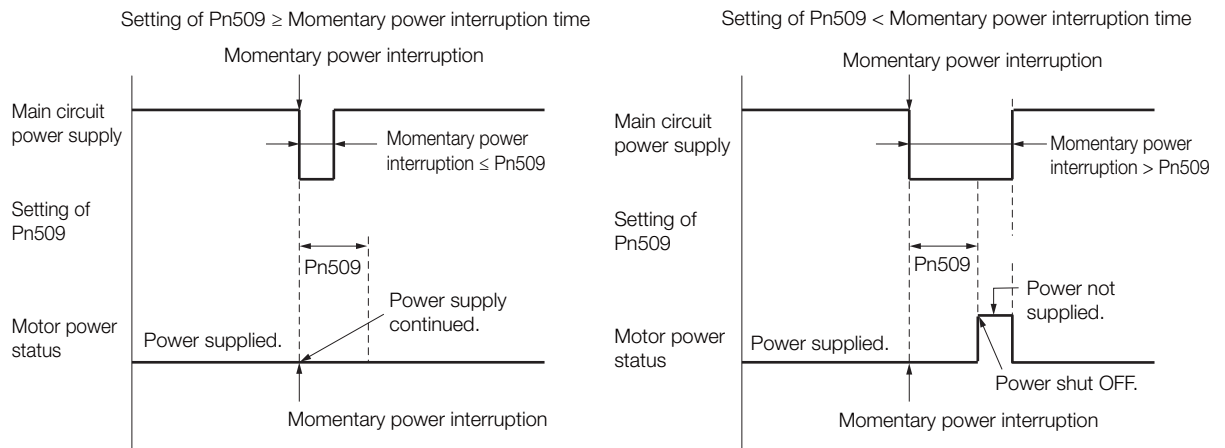 Setting of Pn509 ≥ Momentary power interruption time
Momentary power interruption
Main circuit
power supply
Momentary power
interruption ≤ Pn509
Setting of
Pn509
Pn509
Power supply
continued.
Motor power
status
Power supplied.
Momentary power interruption
Setting of Pn509 < Momentary power interruption time
Momentary power interruption
Main circuit
power supply
Momentary power
interruption > Pn509
Setting of
Pn509
Pn509
Power not
supplied.
Motor power
status
Power supplied.
Power shut OFF.
Momentary power interruption